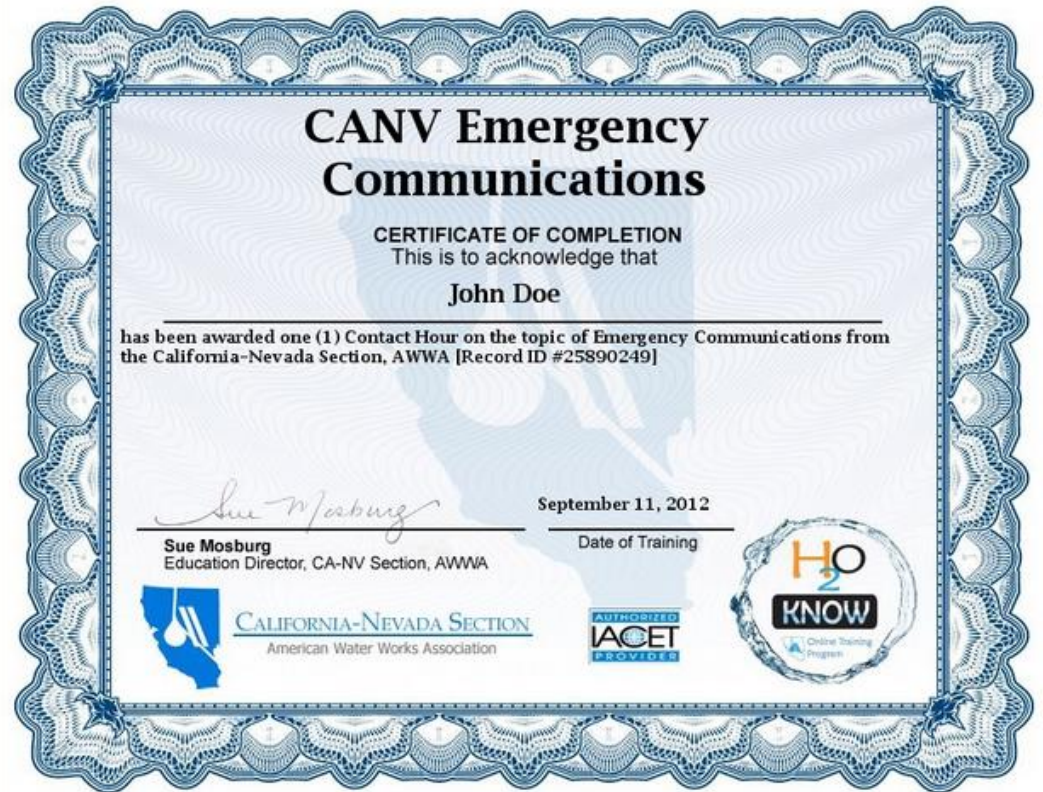 CANV Emergency
Communications
CERTIFICATE OF COMPLETION
This is to acknowledge that
John Doe
has been awarded one (1) Contact Hour on the topic of Emergency Communications from
the California-Nevada Section, AWWA [Record ID #25890249]
Sue Mosburg
September 11, 2012
Sue Mosburg
Education Director, CA-NV Section, AWWA
Date of Training
CALIFORNIA-NEVADA SECTION
American Water Works Association
AUTHORIZED
IACET
PROVIDER
H2O
KNOW
Online Training
Program